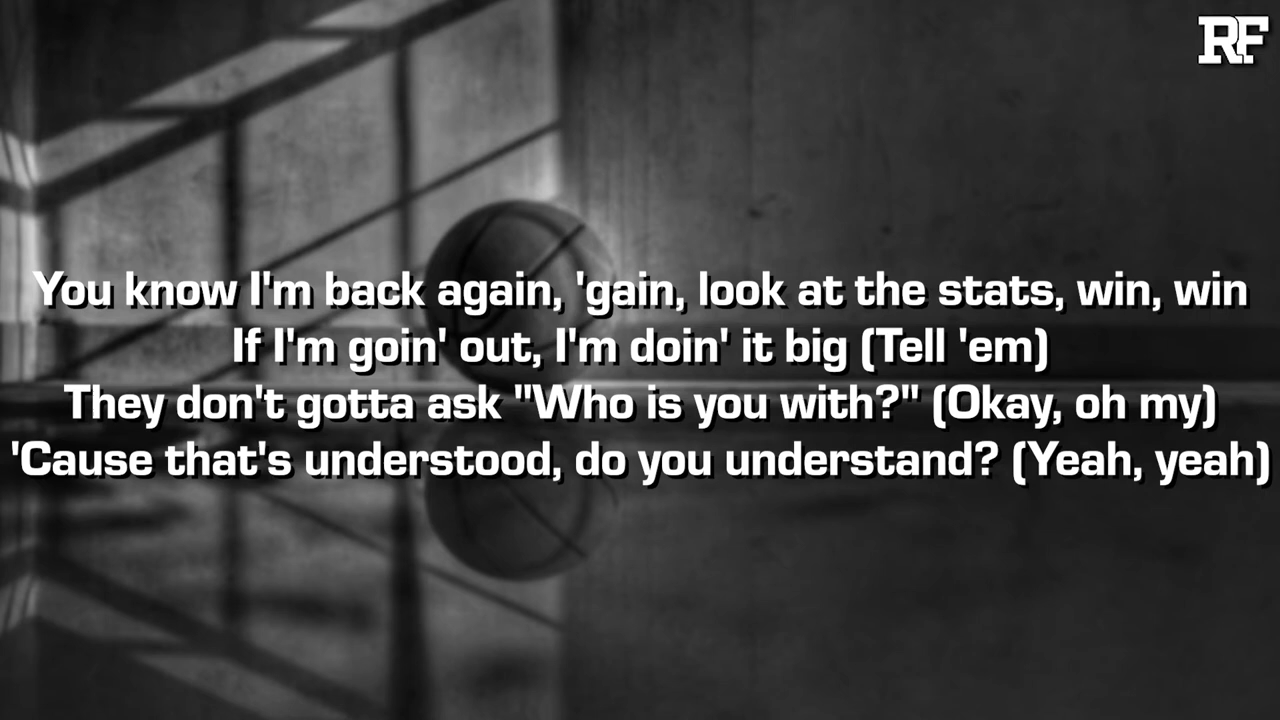 RF
You know I'm back again, 'gain, look at the stats, win, win
If I'm goin' out, I'm doin' it big (Tell 'em)
They don't gotta ask "Who is you with?" (Okay, oh my)
'Cause that's understood, do you understand? (Yeah, yeah)